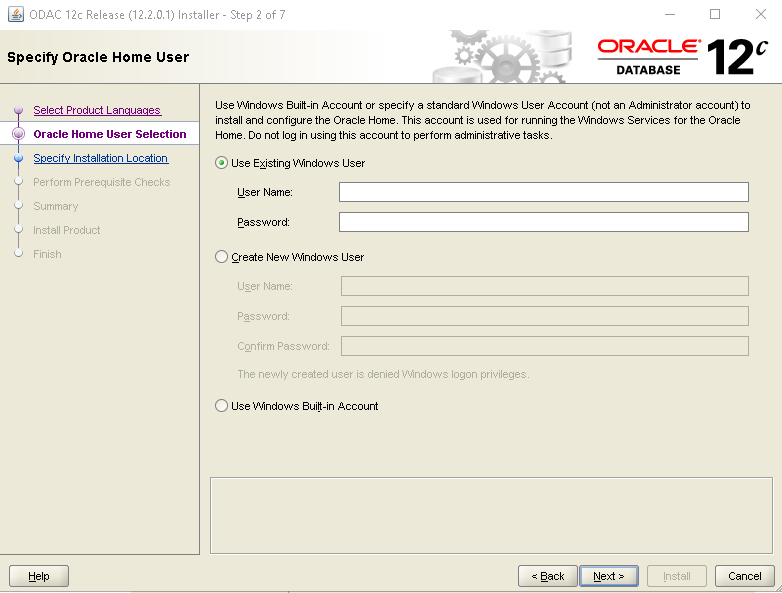 ODAC 12c Release (12.2.0.1) Installer - Step 2 of 7
Specify Oracle Home User
ORACLE®
DATABASE
12c
Select Product Languages
Oracle Home User Selection
Specify Installation Location
Perform Prerequisite Checks
Summary
Install Product
Finish
Use Windows Built-in Account or specify a standard Windows User Account (not an Administrator account) to
install and configure the Oracle Home. This account is used for running the Windows Services for the Oracle
Home. Do not log in using this account to perform administrative tasks.
Use Existing Windows User
User Name:
Password:
Create New Windows User
User Name:
Password:
Confirm Password:
The newly created user is denied Windows logon privileges.
Use Windows Built-in Account
Help
< Back
Next >
Install
Cancel